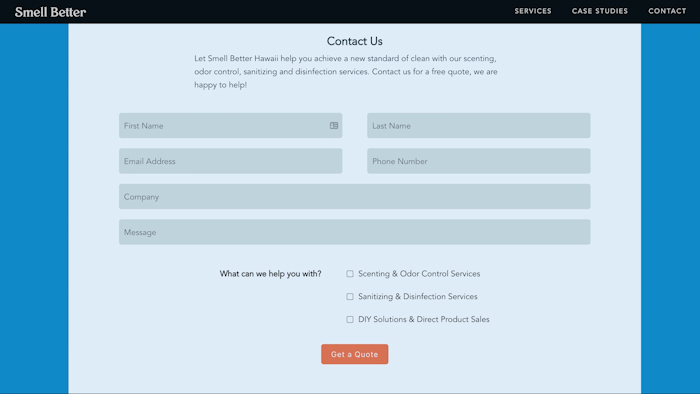 Smell Better
SERVICES CASE STUDIES CONTACT
Contact Us
Let Smell Better Hawaii help you achieve a new standard of clean with our scenting,
odor control, sanitizing and disinfection services. Contact us for a free quote, we are
happy to help!
First Name
Last Name
Email Address
Phone Number
Company
Message
What can we help you with?
Scenting & Odor Control Services
Sanitizing & Disinfection Services
DIY Solutions & Direct Product Sales
Get a Quote